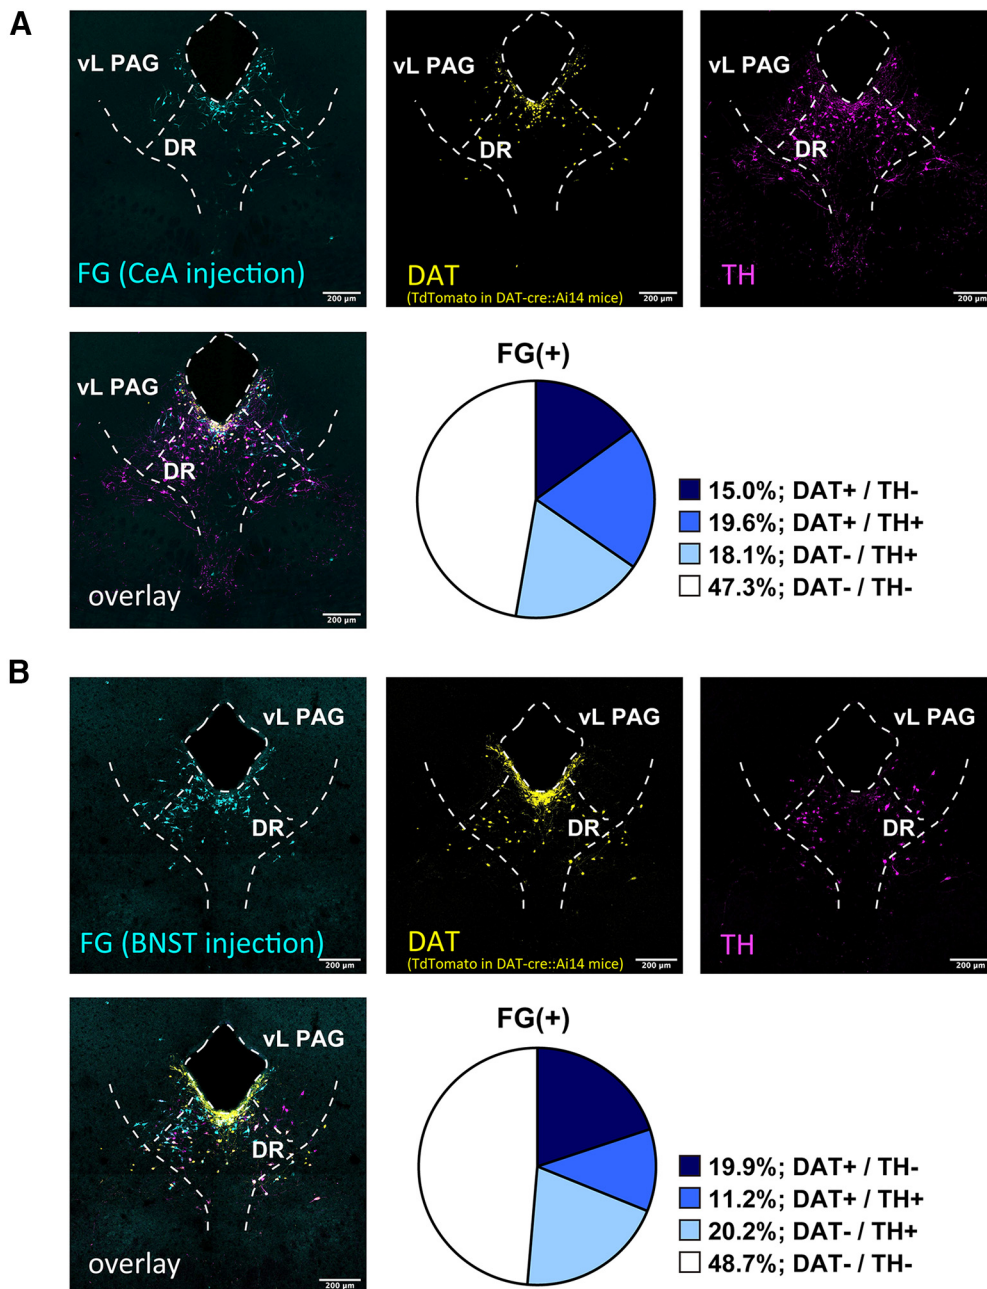 A
vL PAG
DR
FG (CeA injection)
200 µm
vL PAG
DR
DAT
(TdTomato in DAT-cre::Ai14 mice)
200 µm
vL PAG
DR
TH
200 µm
vL PAG
DR
overlay
200 µm
FG(+)
15.0%; DAT+ / TH-
19.6%; DAT+ / TH+
18.1%; DAT- / TH+
47.3%; DAT- / TH-
B
vL PAG
DR
FG (BNST injection)
200 µm
DR
DAT
(TdTomato in DAT-cre::Ai14 mice)
200 µm
vL PAG
DR
TH
200 µm
vL PAG
DR
overlay
200 µm
FG(+)
19.9%; DAT+ / TH-
11.2%; DAT+ / TH+
20.2%; DAT- / TH+
48.7%; DAT- / TH-